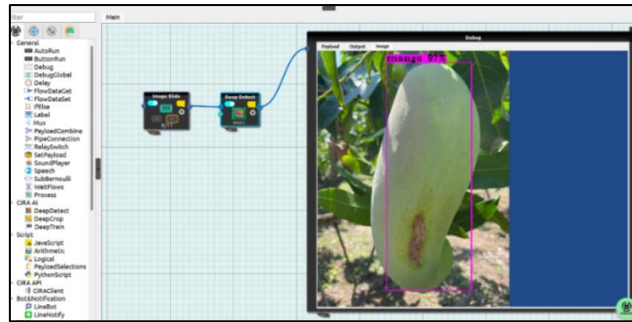 Main
General
AutoRun
ButtonRun
Debug
DebugGlobal
Delay
FlowDataGet
FlowDataSet
IfElse
Label
Mux
PayloadCombine
PipeConnection
RelaySwitch
SetPayload
SoundPlayer
Speech
SubBernoulli
WaitFlows
Process
CiRA AI
DeepDetect
DeepCrop
DeepTrain
Script
JavaScript
Arithmetic
Logical
PayloadSelections
PythonScript
CiRA API
CiRAClient
Bot&Notification
LineBot
LineNotify
Image Slide
Deep Detect
Debug
Payload Output Image
mango 97%